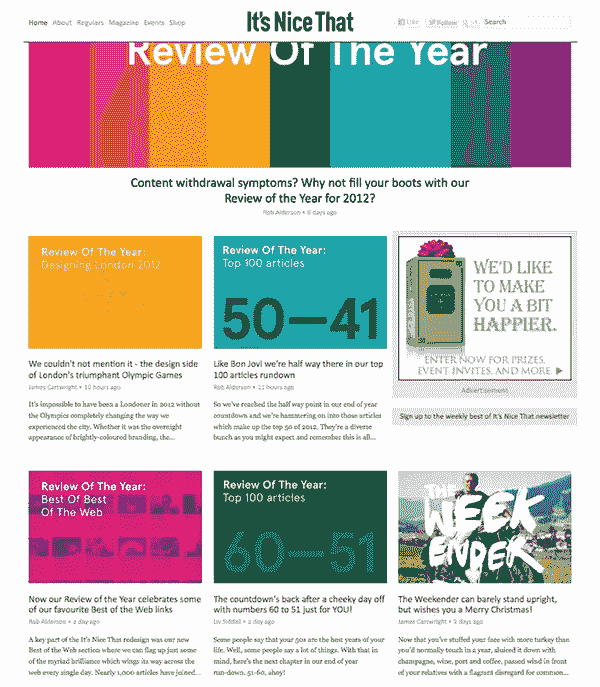 Home About Regulars Magazine Events Shop
It's Nice That
Like Follow Search
Review Of The Year
Content withdrawal symptoms? Why not fill your boots with our
Review of the Year for 2012?
Rob Alderson • 6 days ago
Review Of The Year:
Designing London 2012
We couldn't not mention it - the design side
of London's triumphant Olympic Games
James Cartwright • 10 hours ago
It's impossible to have been a Londoner in 2012 without
the Olympics completely changing the way we
experienced the city. Whether it was the overnight
appearance of brightly-coloured branding, the...
Review Of The Year:
Top 100 articles
50—41
Like Bon Jovi we're half way there in our top
100 articles rundown
Rob Alderson • 21 hours ago
So we've reached the half way point in our end of year
countdown and we're hammering on into those articles
which make up the top 50 of 2012. They're a diverse
bunch as you might expect and remember this is all...
WE'D LIKE
TO MAKE
YOU A BIT
HAPPIER.
ENTER NOW FOR PRIZES,
EVENT INVITES, AND MORE
Advertisement
Sign up to the weekly best of It's Nice That newsletter
Review Of The Year:
Best Of Best
Of The Web
Now our Review of the Year celebrates some
of our favourite Best of the Web links
Rob Alderson • a day ago
A key part of the It's Nice That redesign was our new
Best of the Web section where we can flag up just some
of the myriad brilliance which wings its way across the
web every single day. Nearly 1,000 articles have joined...
Review Of The Year:
Top 100 articles
60—51
The countdown's back after a cheeky day off
with numbers 60 to 51 just for YOU!
Liv Siddall • a day ago
Some people say that your 50s are the best years of your
life. Well, some people say a lot of things. With that in
mind, here's the next chapter in our end of year
run-down. 51-60, ahoy!
THE
WEEK
ENDER
The Weekender can barely stand upright,
but wishes you a Merry Christmas!
James Cartwright • 2 days ago
Now that you've stuffed your face with more turkey than
you'd normally touch in a year, sluiced it down with
champagne, wine, port and coffee, passed wind in front
of your relatives with a flagrant disregard for common...